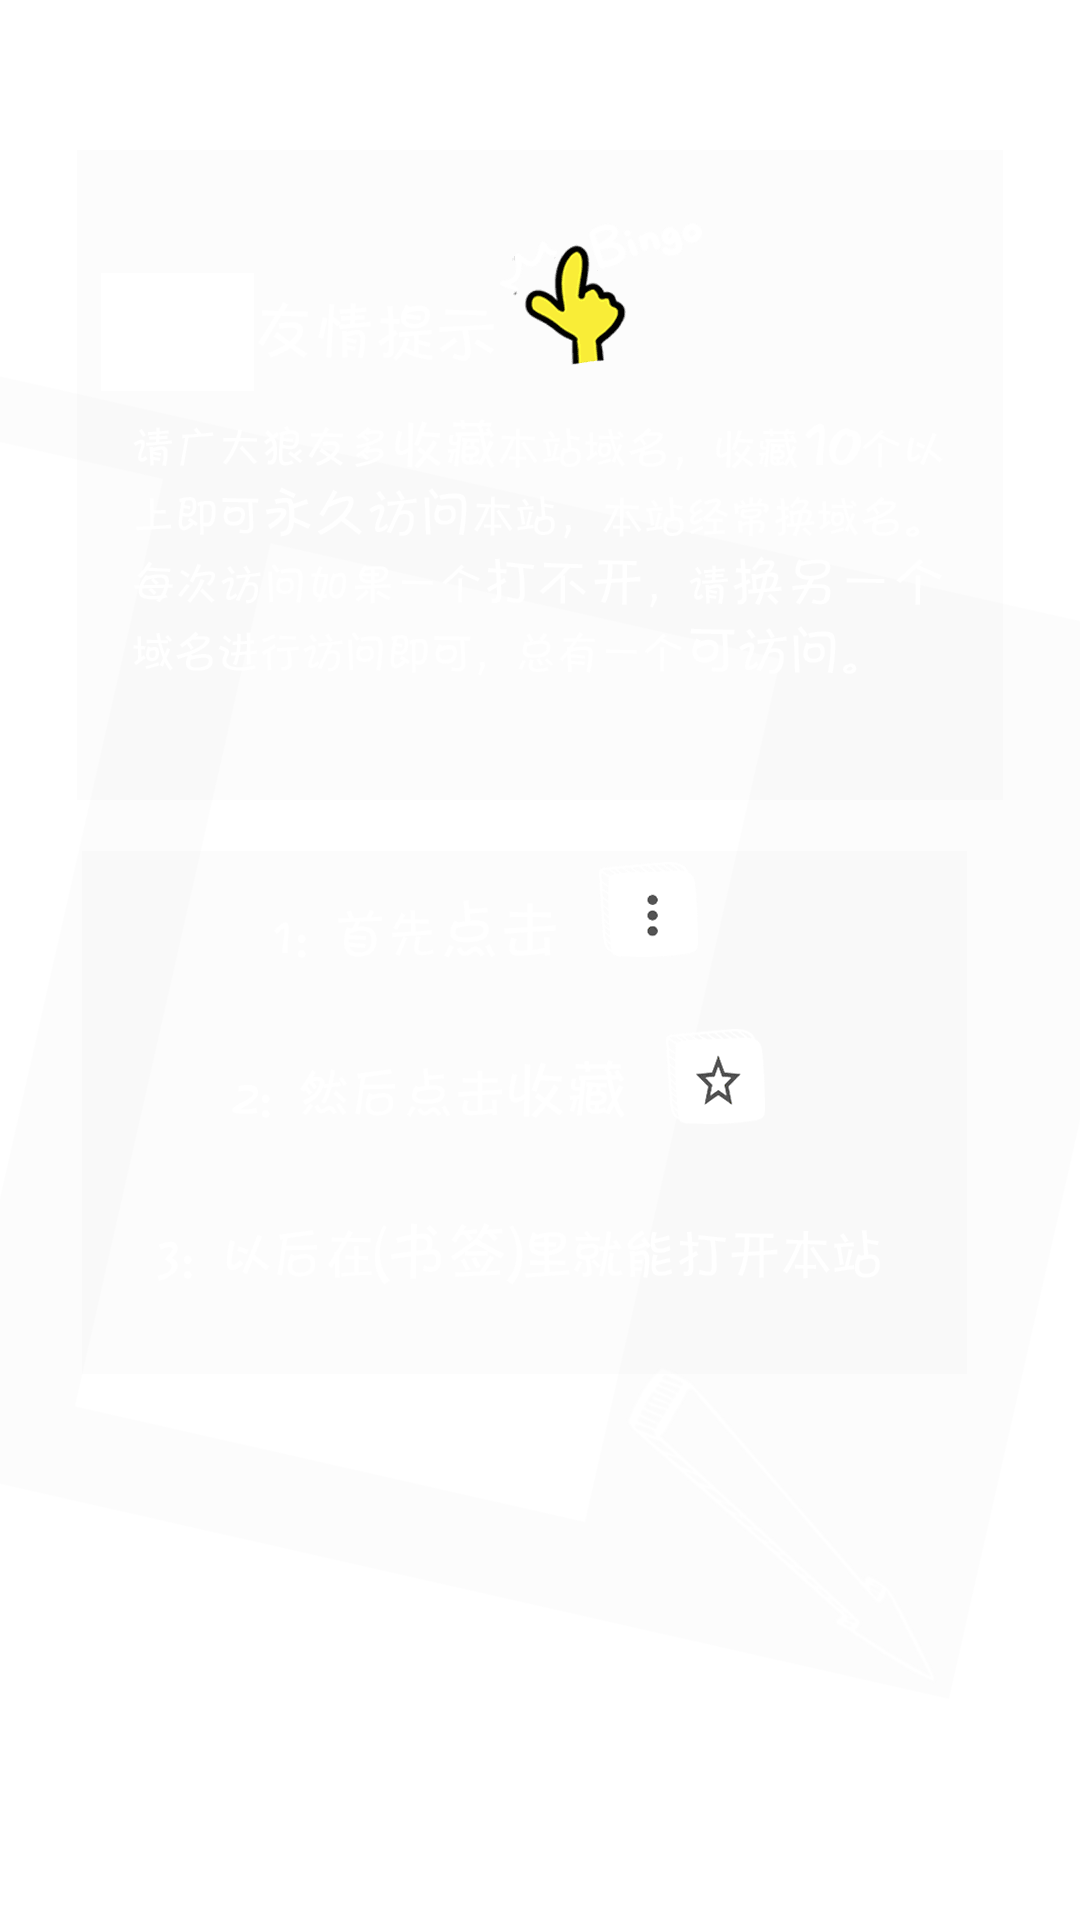 Bingo
友情提示
请广大狼友多收藏本站域名，收藏10个以
上即可永久访问本站，本站经常换域名。
每次访问如果一个打不开，请换另一个
域名进行访问即可，总有一个可访问。
1：首先点击
2：然后点击收藏
3：以后在(书签)里就能打开本站